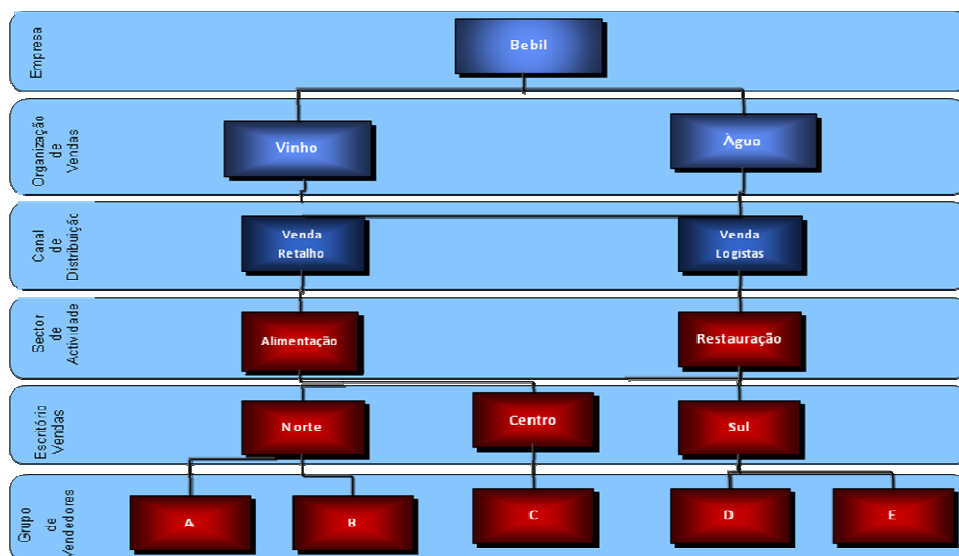 Empresa
Bebil
Organização
de
Vendas
Vinho
Água
Canal
de
Distribuição
Venda
Retalho
Venda
Logistas
Sector
de
Actividade
Alimentação
Restauração
Escritório
Vendas
Norte
Centro
Sul
Grupo
de
Vendedores
A
B
C
D
E